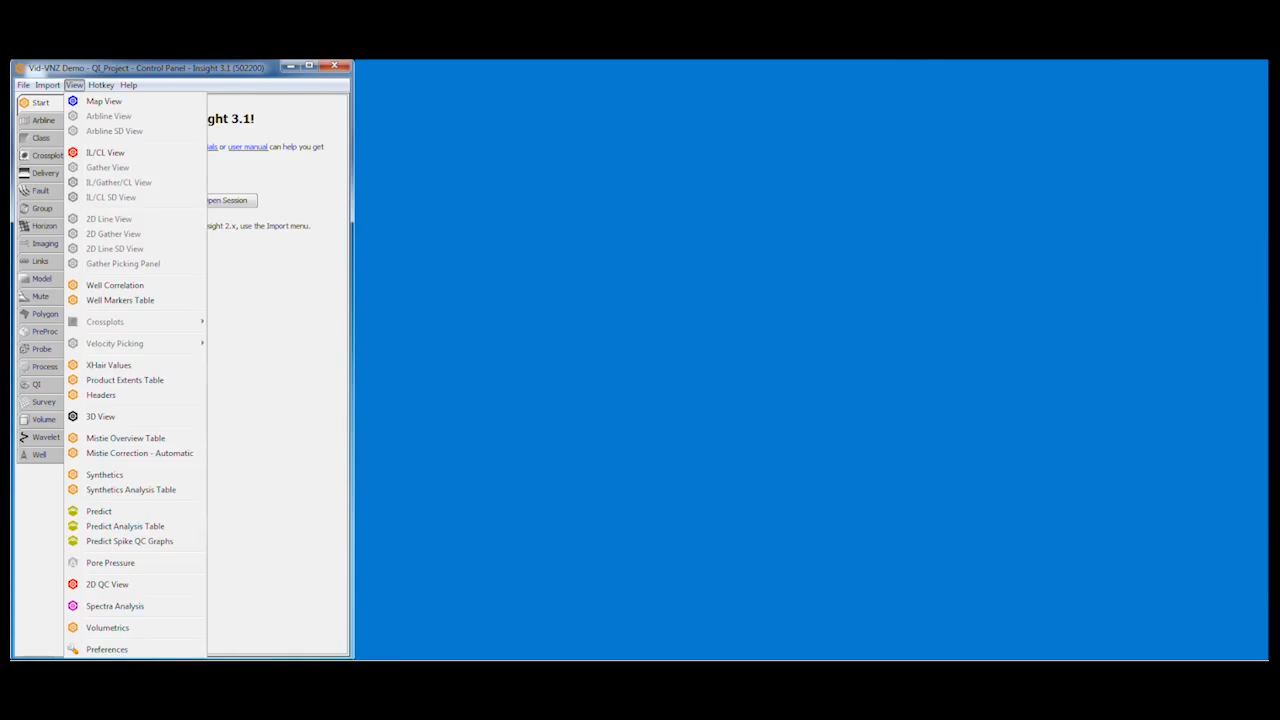 Vid-VNZ Demo - QI_Project - Control Panel - Insight 3.1 (502200)
File Import View Hotkey Help
Start
Arbline
Class
Crossplot
Delivery
Fault
Group
Horizon
Imaging
Links
Model
Mute
Polygon
PreProc
Probe
Process
QI
Survey
Volume
Wavelet
Well
Map View
Arbline View
Arbline SD View
IL/CL View
Gather View
IL/Gather/CL View
IL/CL SD View
2D Line View
2D Gather View
2D Line SD View
Gather Picking Panel
Well Correlation
Well Markers Table
Crossplots
Velocity Picking
XHair Values
Product Extents Table
Headers
3D View
Mistie Overview Table
Mistie Correction - Automatic
Synthetics
Synthetics Analysis Table
Predict
Predict Analysis Table
Predict Spike QC Graphs
Pore Pressure
2D QC View
Spectra Analysis
Volumetrics
Preferences
ght 3.1!
als or user manual can help you get
pen Session
sight 2.x, use the Import menu.